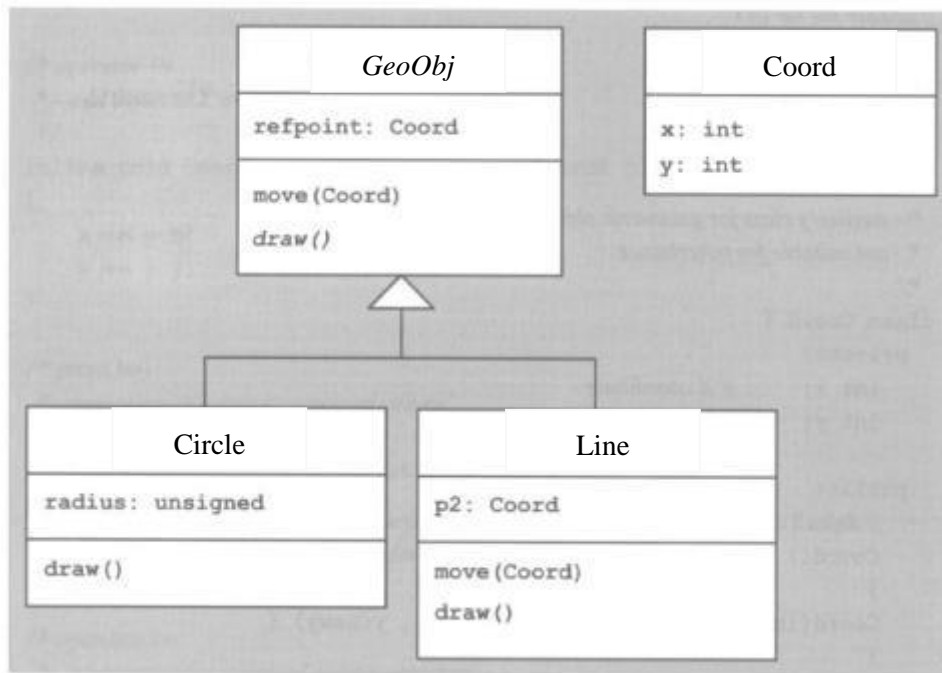 GeoObj
refpoint: Coord
move(Coord)
draw()
Coord
x: int
y: int
Circle
radius: unsigned
draw()
Line
p2: Coord
move(Coord)
draw()